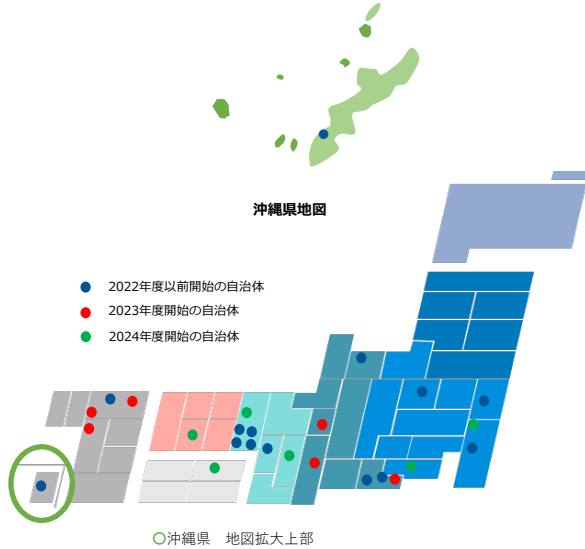 沖縄県地図
2022年度以前開始の自治体
2023年度開始の自治体
2024年度開始の自治体
沖縄県　地図拡大上部